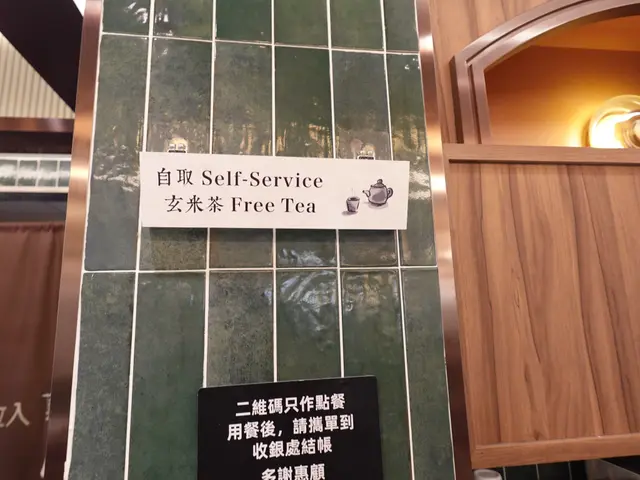 自取 Self-Service
玄米茶 Free Tea
二維碼只作點餐
用餐後，請攜單到
收銀處結帳
多謝惠顧
入